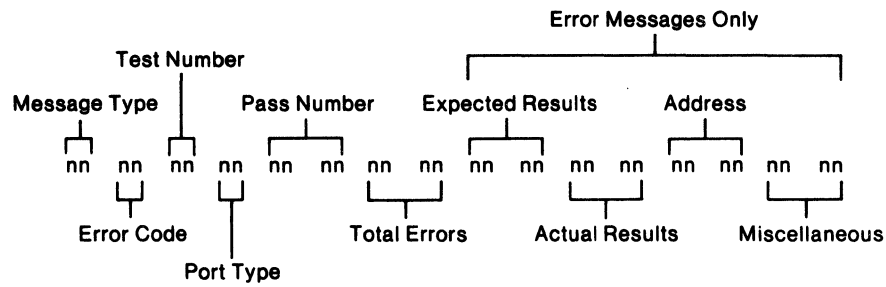 Error Messages Only
Test Number
Message Type Pass Number Expected Results Address
nn nn nn nn nn nn nn nn nn nn nn nn nn nn nn nn
Error Code Total Errors Actual Results Miscellaneous
Port Type